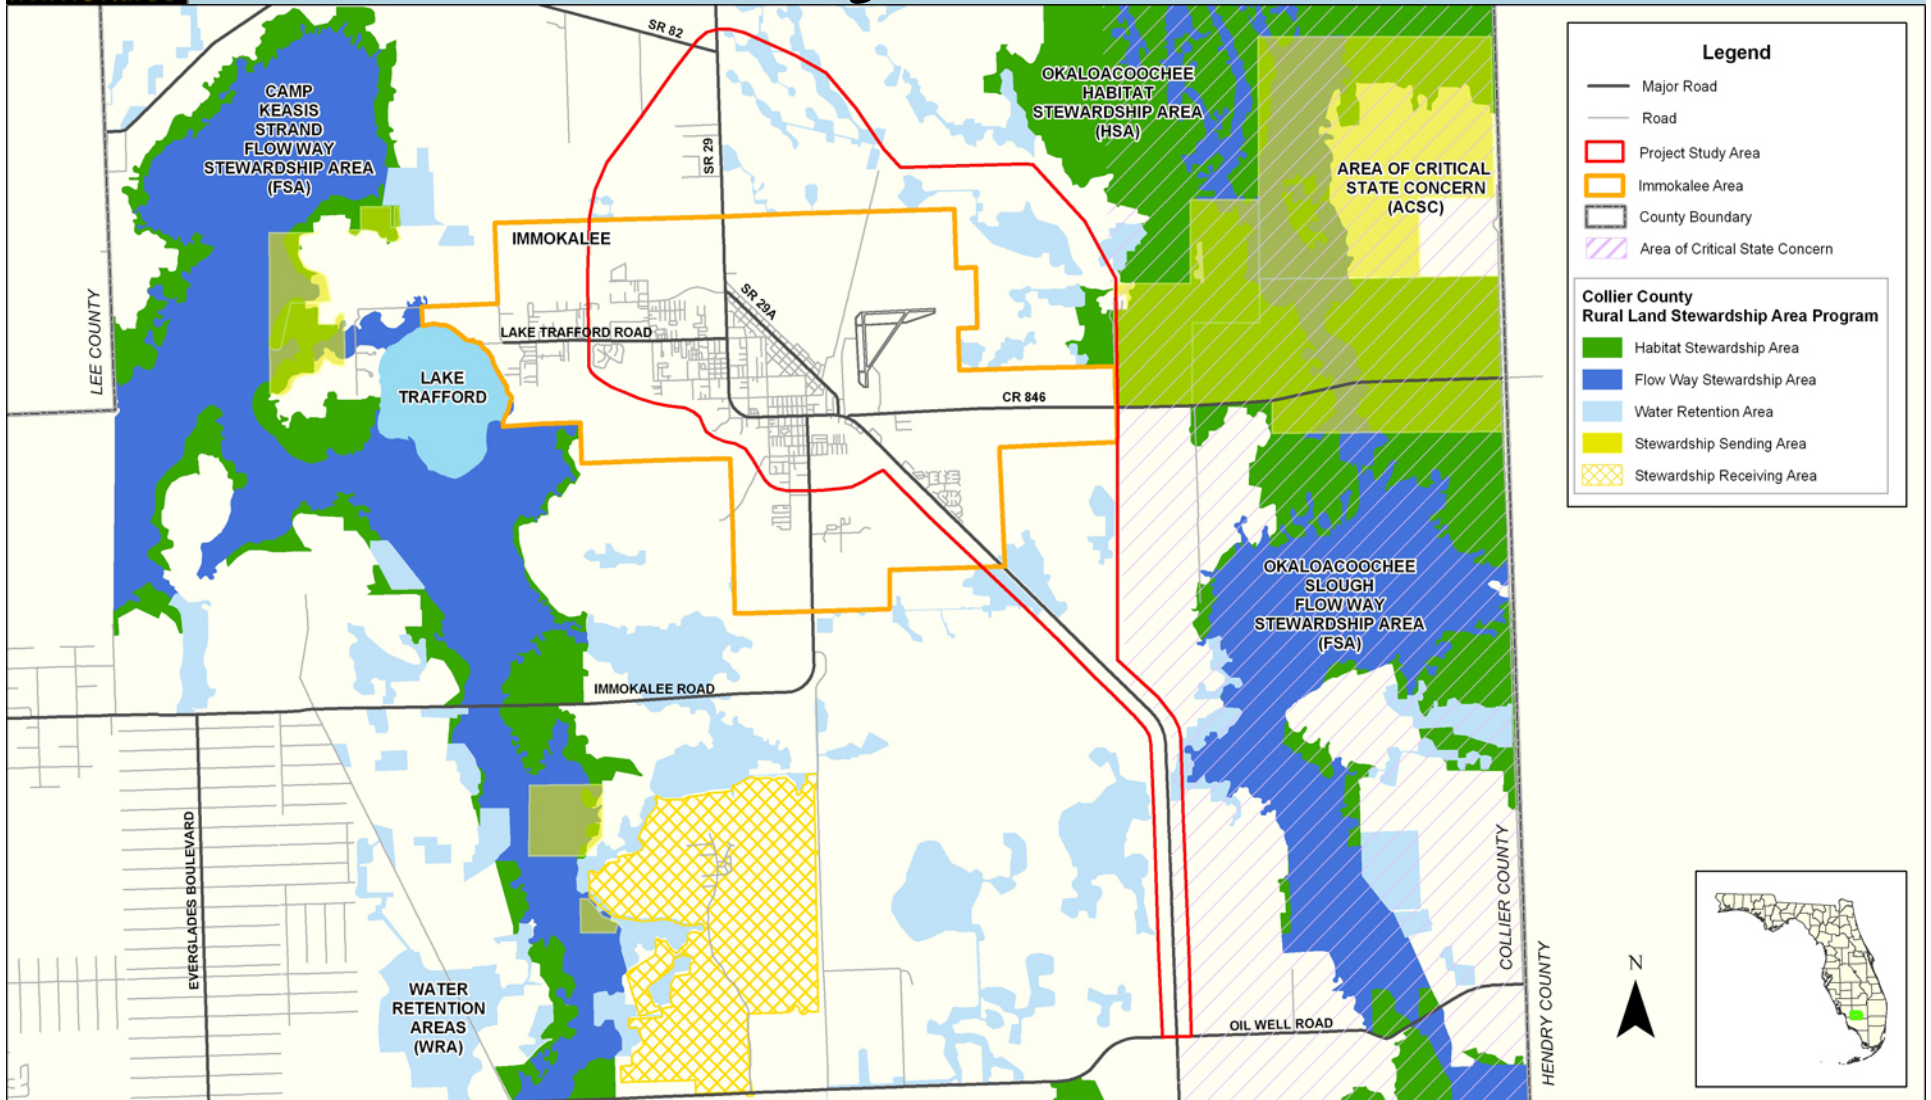 SR 82
CAMP
KEASIS
STRAND
FLOW WAY
STEWARDSHIP AREA
(FSA)
OKALOACOOCHEE
HABITAT
STEWARDSHIP AREA
(HSA)
AREA OF CRITICAL
STATE CONCERN
(ACSC)
SR 29
IMMOKALEE
SR 29A
LAKE TRAFFORD ROAD
LEE COUNTY
LAKE
TRAFFORD
CR 846
OKALOACOOCHEE
SLOUGH
FLOW WAY
STEWARDSHIP AREA
(FSA)
IMMOKALEE ROAD
EVERGLADES BOULEVARD
WATER
RETENTION
AREAS
(WRA)
OIL WELL ROAD
COLLIER COUNTY
HENDRY COUNTY
Legend
Major Road
Road
Project Study Area
Immokalee Area
County Boundary
Area of Critical State Concern
Collier County
Rural Land Stewardship Area Program
Habitat Stewardship Area
Flow Way Stewardship Area
Water Retention Area
Stewardship Sending Area
Stewardship Receiving Area
N